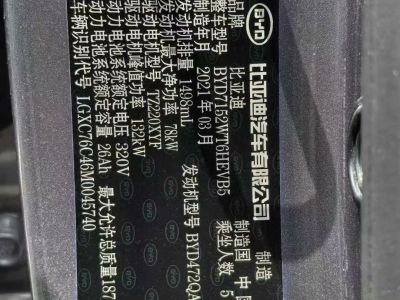 BYD 比亚迪汽车有限公司 制造
品牌 比亚迪 制造国 中国
整车型号 BYD7152WT6HEVB5 乘坐人数 5
制造年月 2021年03月
发动机排量 1498mL 发动机型号 BYD472QA
发动机最大净功率 78kW
驱动电机型号 TZ220XYF
驱动电机峰值功率 132kW
动力电池系统额定电压 320V
动力电池系统额定容量 26Ah 最大允许总质量 187
车辆识别代号 LGXC76C46M0045740